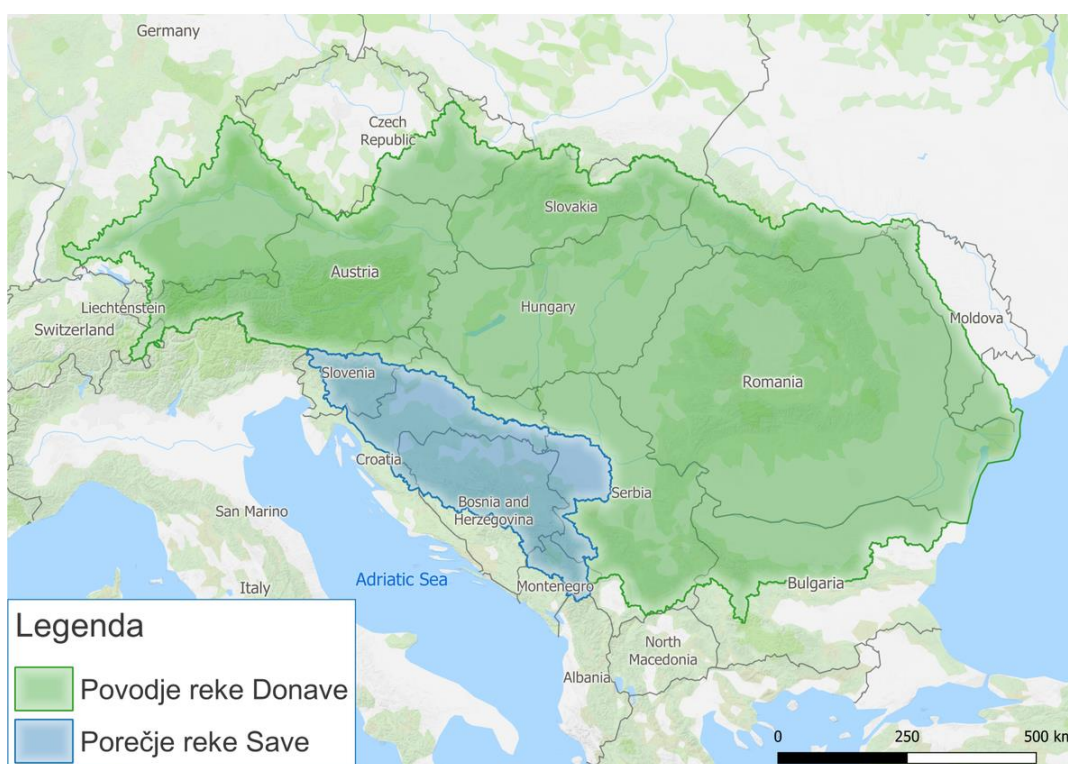 Germany
Czech
Republic
Slovakia
Austria
Hungary
Liechtenstein
Switzerland
Moldova
Slovenia
Romania
Croatia
Serbia
Bosnia and
Herzegovina
San Marino
Adriatic Sea
Italy
Montenegro
Bulgaria
North
Macedonia
Albania
Legenda
Povodje reke Donave
Porečje reke Save
0 250 500 km